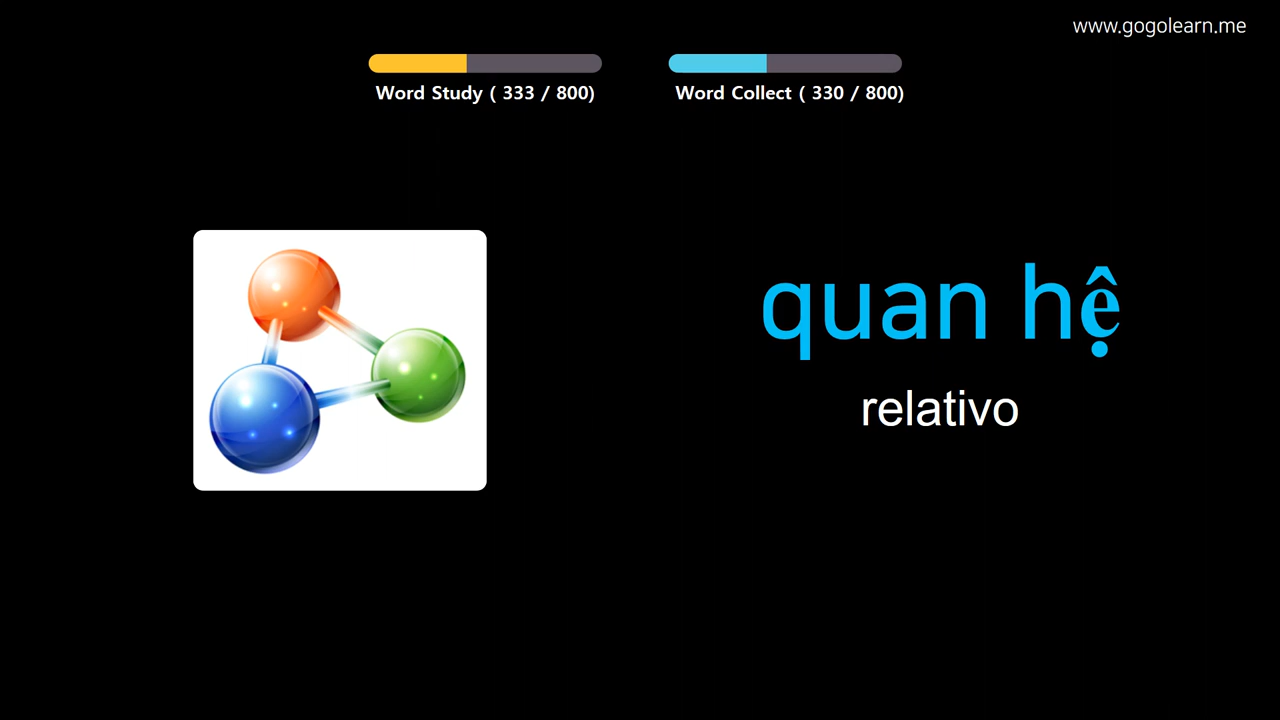 www.gogolearn.me
Word Study ( 333 / 800)
Word Collect ( 330 / 800)
quan hệ
relativo